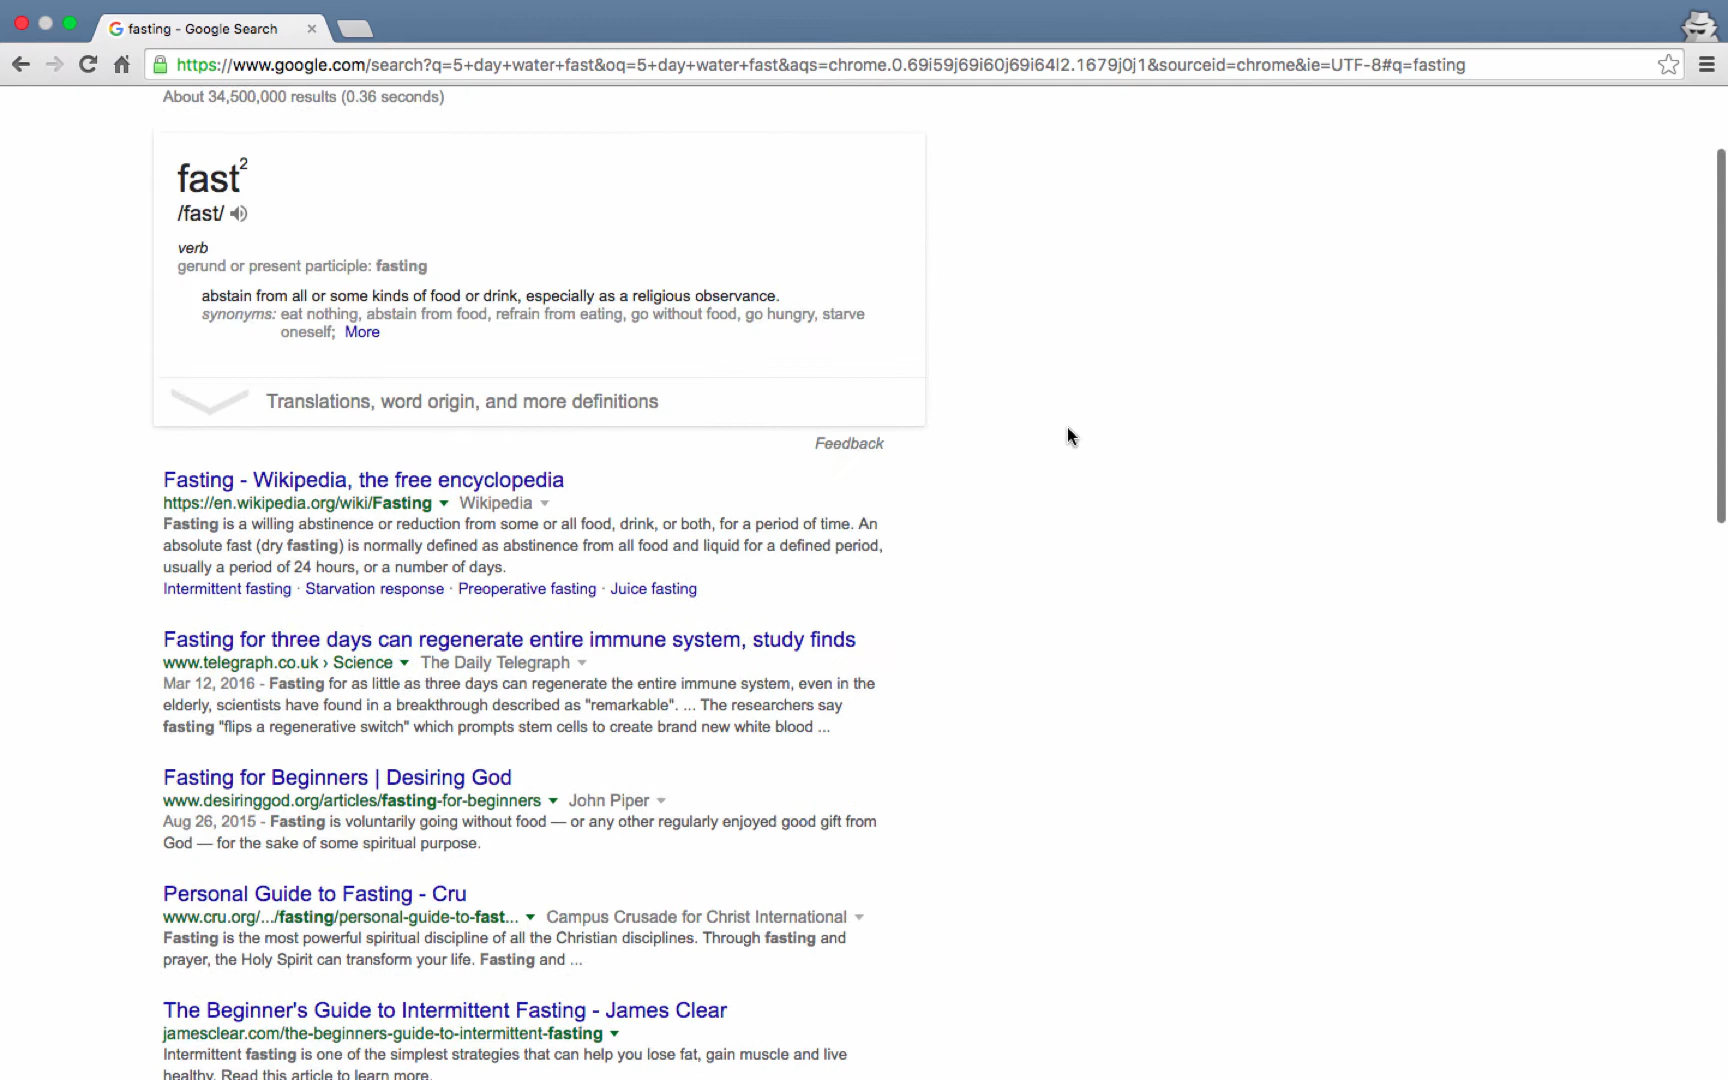 fasting - Google Search
https://www.google.com/search?q=5+day+water+fast&oq=5+day+water+fast&aqs=chrome.0.69i59j69i60j69i64l2.1679j0j1&sourceid=chrome&ie=UTF-8#q=fasting
About 34,500,000 results (0.36 seconds)
fast2
/fast/
verb
gerund or present participle: fasting
abstain from all or some kinds of food or drink, especially as a religious observance.
synonyms: eat nothing, abstain from food, refrain from eating, go without food, go hungry, starve
oneself; More
Translations, word origin, and more definitions
Feedback
Fasting - Wikipedia, the free encyclopedia
https://en.wikipedia.org/wiki/Fasting Wikipedia
Fasting is a willing abstinence or reduction from some or all food, drink, or both, for a period of time. An
absolute fast (dry fasting) is normally defined as abstinence from all food and liquid for a defined period,
usually a period of 24 hours, or a number of days.
Intermittent fasting · Starvation response · Preoperative fasting · Juice fasting
Fasting for three days can regenerate entire immune system, study finds
www.telegraph.co.uk › Science The Daily Telegraph
Mar 12, 2016 - Fasting for as little as three days can regenerate the entire immune system, even in the
elderly, scientists have found in a breakthrough described as "remarkable". ... The researchers say
fasting "flips a regenerative switch" which prompts stem cells to create brand new white blood ...
Fasting for Beginners | Desiring God
www.desiringgod.org/articles/fasting-for-beginners John Piper
Aug 26, 2015 - Fasting is voluntarily going without food — or any other regularly enjoyed good gift from
God — for the sake of some spiritual purpose.
Personal Guide to Fasting - Cru
www.cru.org/.../fasting/personal-guide-to-fast... Campus Crusade for Christ International
Fasting is the most powerful spiritual discipline of all the Christian disciplines. Through fasting and
prayer, the Holy Spirit can transform your life. Fasting and ...
The Beginner's Guide to Intermittent Fasting - James Clear
jamesclear.com/the-beginners-guide-to-intermittent-fasting
Intermittent fasting is one of the simplest strategies that can help you lose fat, gain muscle and live
healthy. Read this article to learn more.